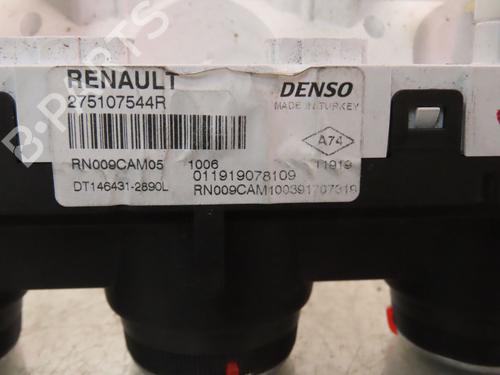 B-PARTS
RENAULT
275107544R
DENSO
MADE IN TURKEY
A74
RN009CAM05 1006 11919
011919078109
DT146431-2890L RN009CAM100391707319